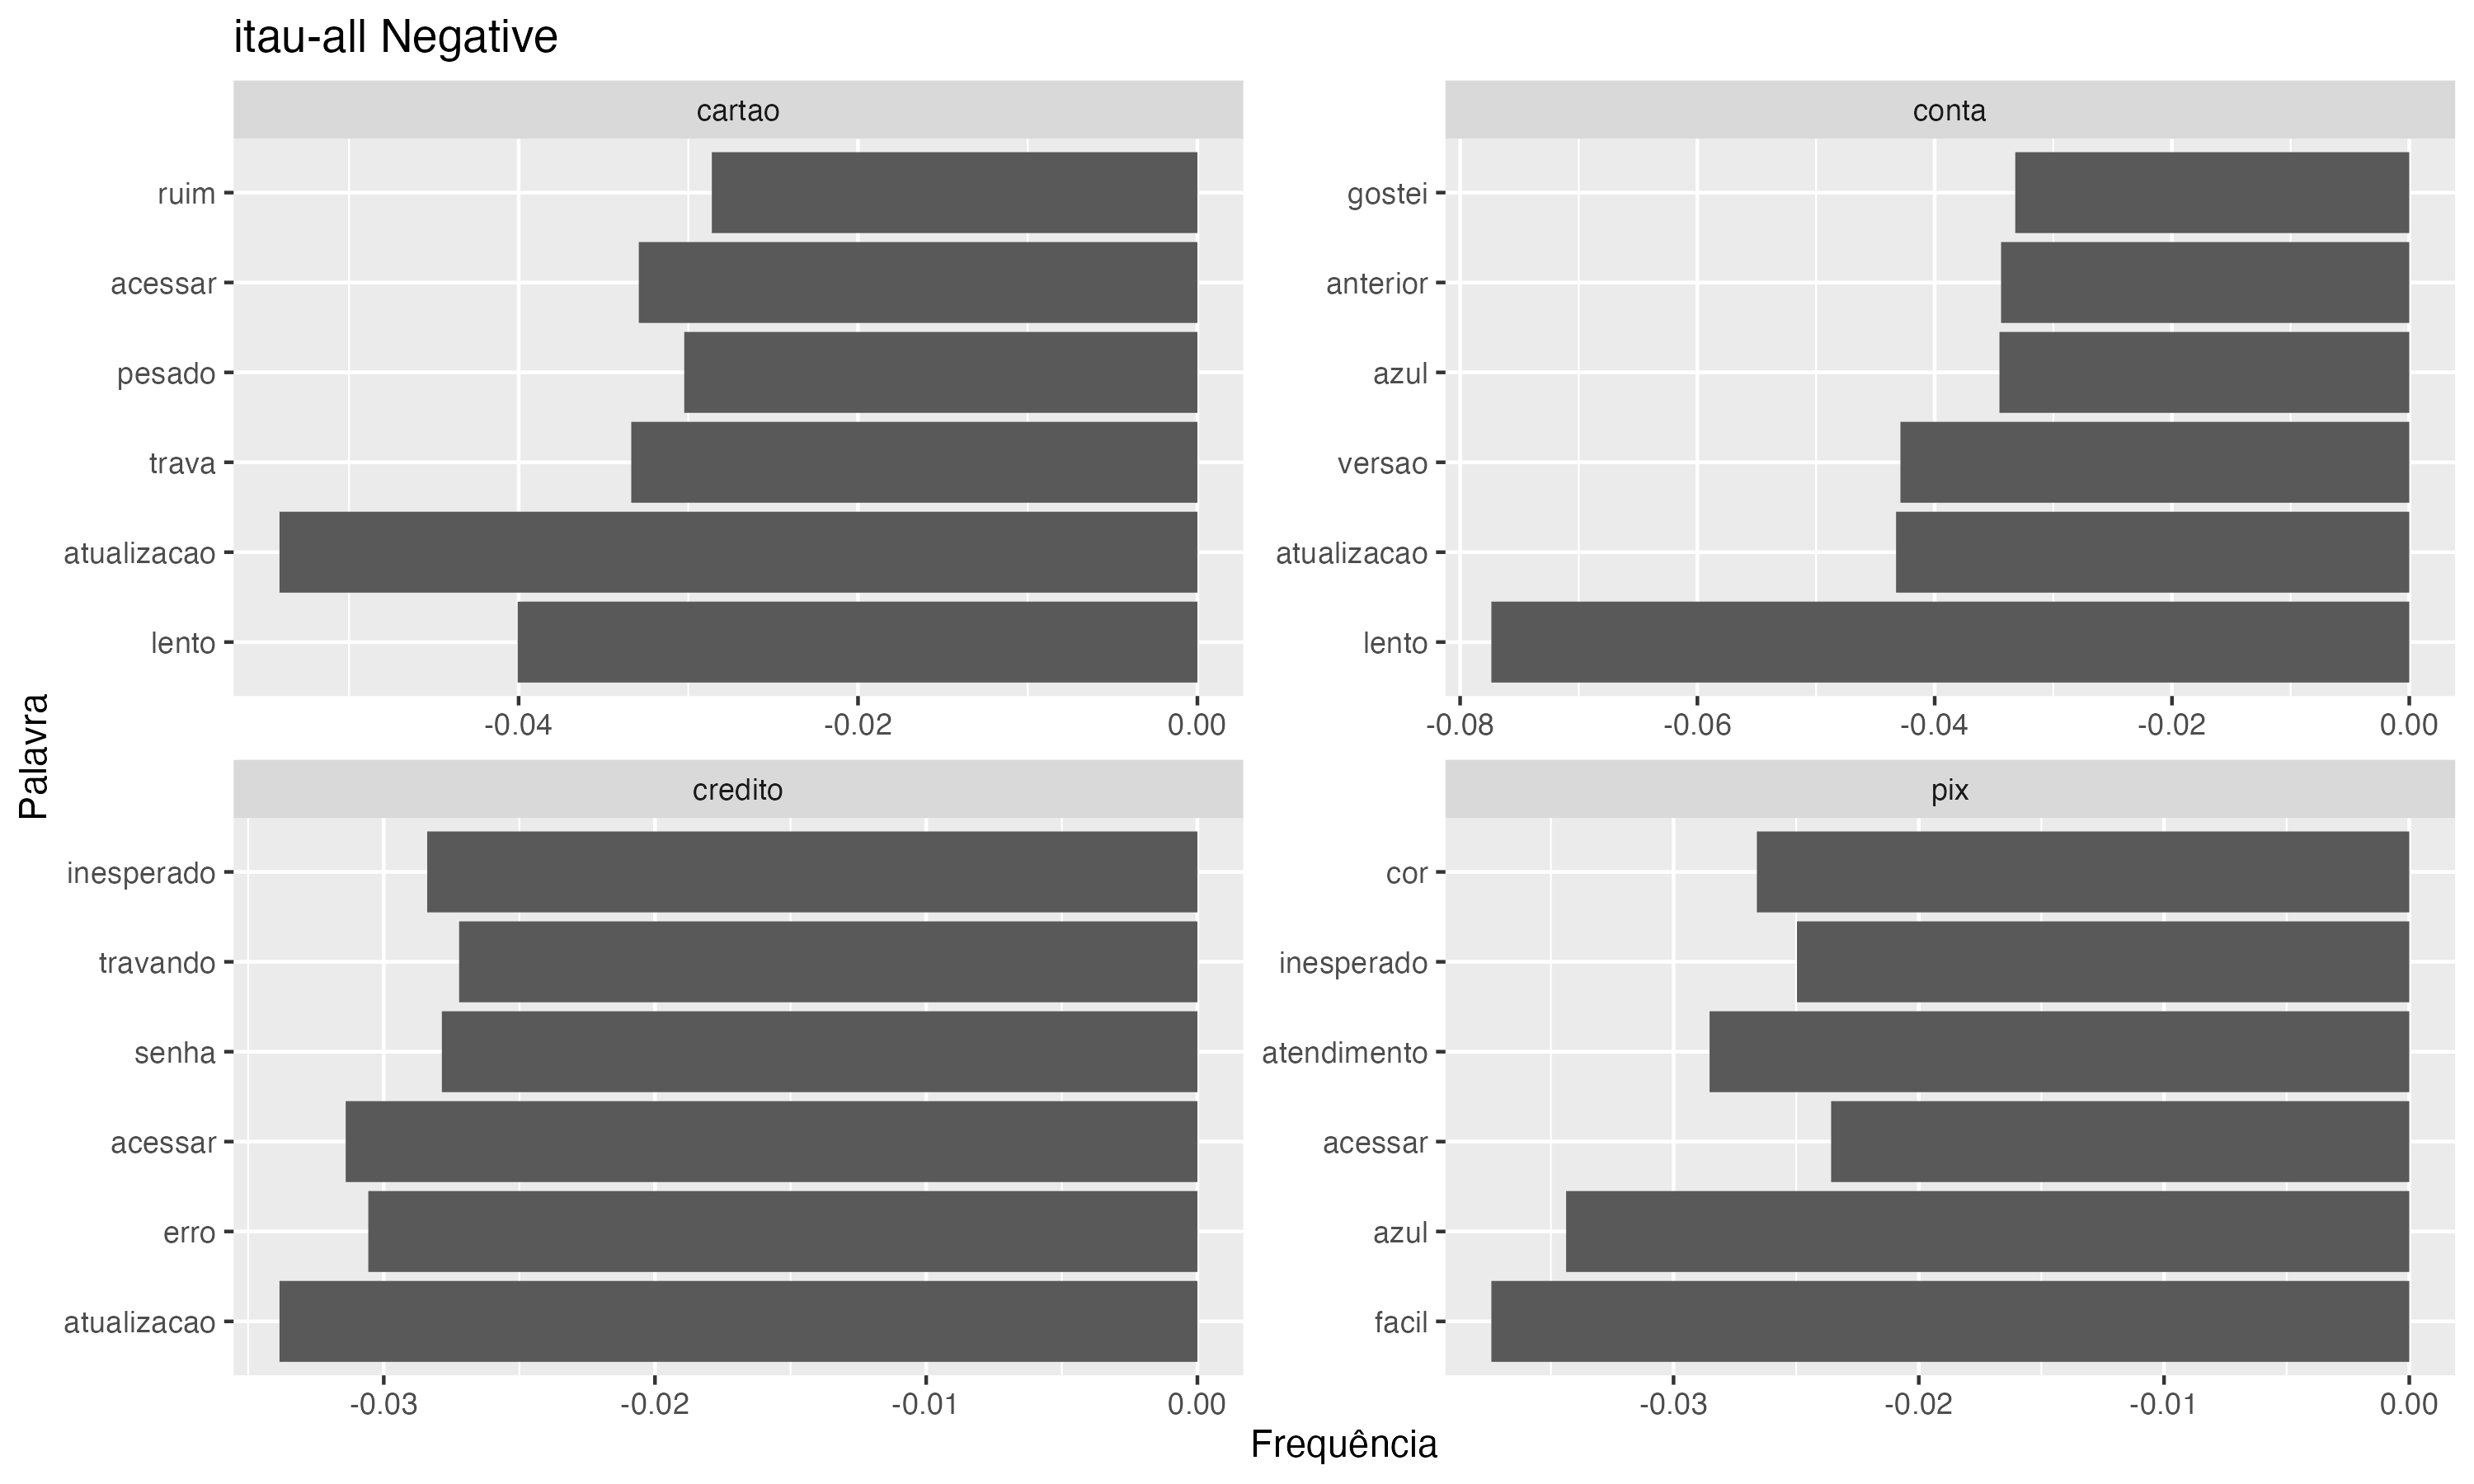 itau-all Negative
cartao
ruim
acessar
pesado
trava
atualizacao
lento
-0.04 -0.02 0.00
conta
gostei
anterior
azul
versao
atualizacao
lento
-0.08 -0.06 -0.04 -0.02 0.00
credito
inesperado
travando
senha
acessar
erro
atualizacao
-0.03 -0.02 -0.01 0.00
pix
cor
inesperado
atendimento
acessar
azul
facil
-0.03 -0.02 -0.01 0.00
Palavra
Frequência